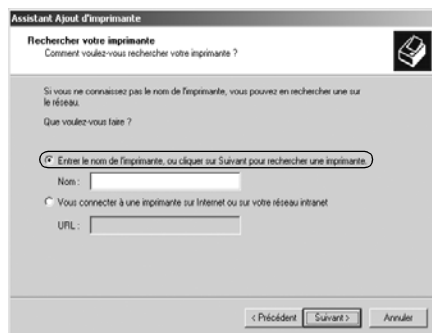 Assistant Ajout d'imprimante
Rechercher votre imprimante
Comment voulez-vous rechercher votre imprimante ?
Si vous ne connaissez pas le nom de l'imprimante, vous pouvez en rechercher une sur
le réseau.
Que voulez-vous faire ?
Entrer le nom de l'imprimante, ou cliquer sur Suivant pour rechercher une imprimante.
Nom :
Vous connecter à une imprimante sur Internet ou sur votre réseau intranet
URL :
< Précédent Suivant > Annuler